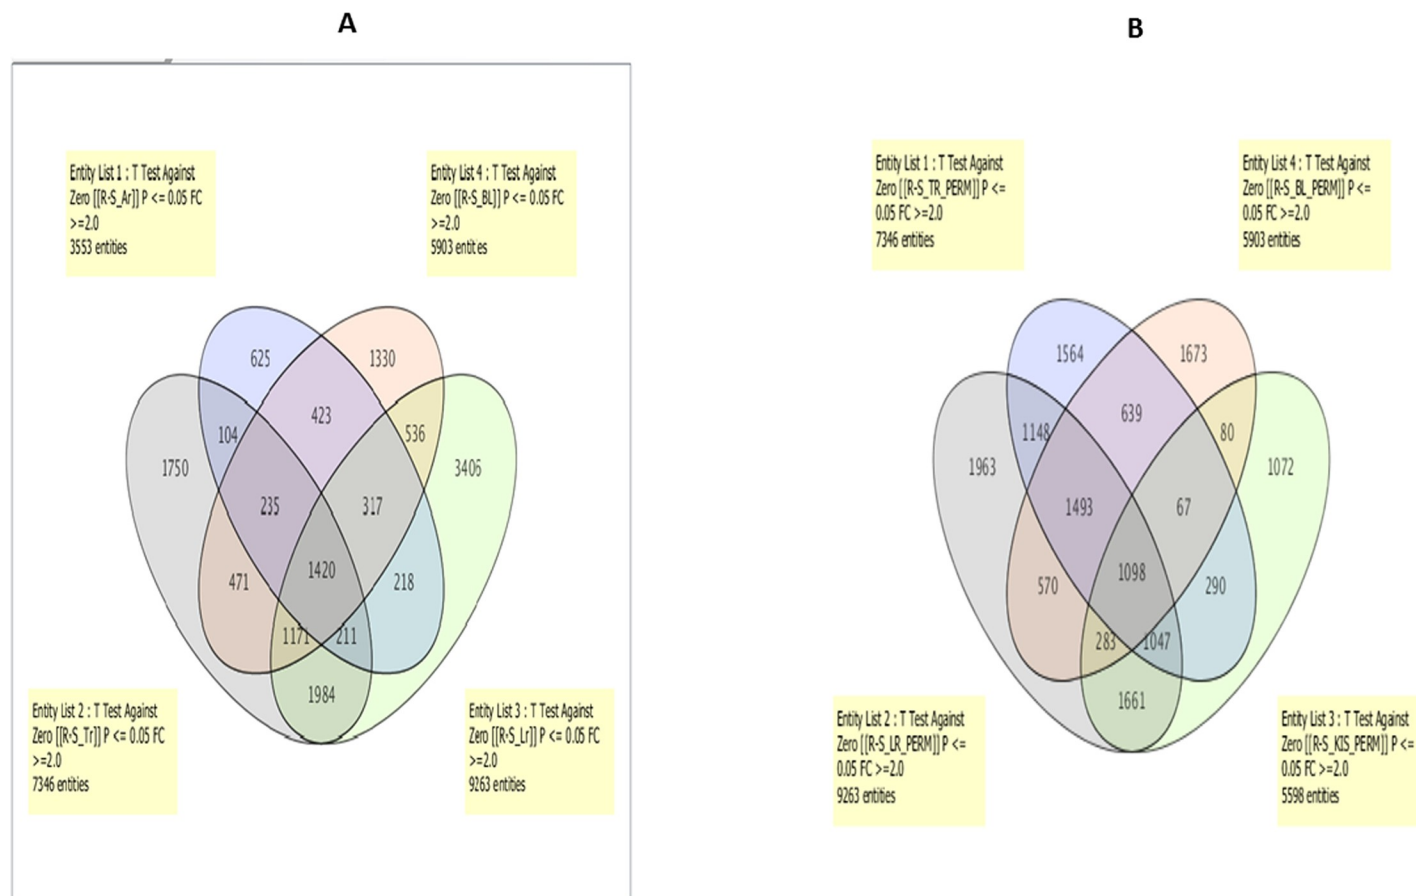 A
B
Entity List 1 : T Test Against
Zero [[R-S_Ar]] P <= 0.05 FC
>=2.0
3553 entities
Entity List 4 : T Test Against
Zero [[R-S_BL]] P <= 0.05 FC
>=2.0
5903 entites
625
1330
423
104
536
1750
3406
235
317
1420
471
218
1171
211
1984
Entity List 2 : T Test Against
Zero [[R-S_Tr]] P <= 0.05 FC
>=2.0
7346 entities
Entity List 3 : T Test Against
Zero [[R-S_Lr]] P <= 0.05 FC
>=2.0
9263 entities
Entity List 1 : T Test Against
Zero [[R-S_TR_PERM]] P <=
0.05 FC >=2.0
7346 entities
Entity List 4 : T Test Against
Zero [[R-S_BL_PERM]] P <=
0.05 FC >=2.0
5903 entities
1564
1673
639
1148
80
1963
1072
1493
67
1098
570
290
283
1047
1661
Entity List 2 : T Test Against
Zero [[R-S_LR_PERM]] P <=
0.05 FC >=2.0
9263 entities
Entity List 3 : T Test Against
Zero [[R-S_KIS_PERM]] P <=
0.05 FC >=2.0
5598 entities